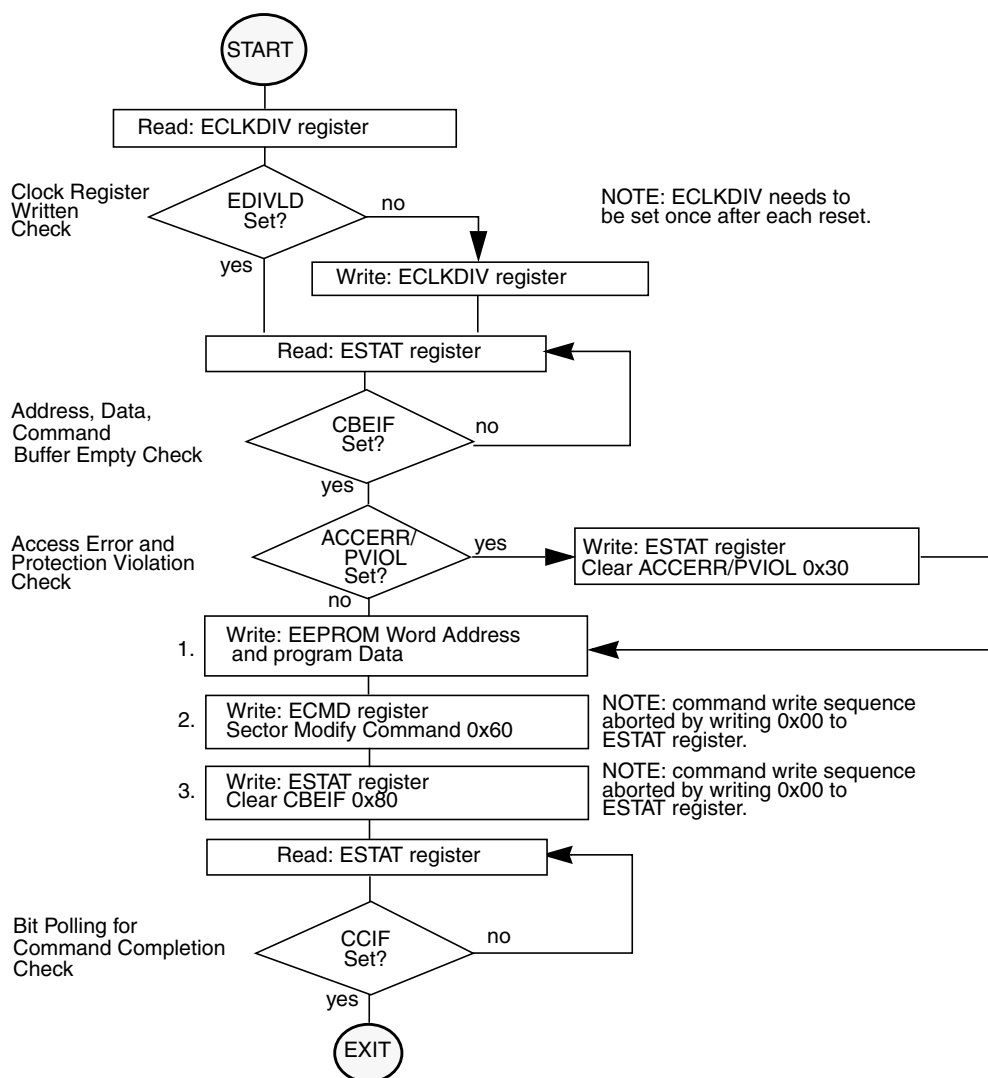 START
Read: ECLKDIV register
Clock Register
Written
Check
EDIVLD
Set?
no
yes
NOTE: ECLKDIV needs to
be set once after each reset.
Write: ECLKDIV register
Read: ESTAT register
Address, Data,
Command
Buffer Empty Check
CBEIF
Set?
no
yes
Access Error and
Protection Violation
Check
ACCERR/
PVIOL
Set?
yes
no
Write: ESTAT register
Clear ACCERR/PVIOL 0x30
1.
Write: EEPROM Word Address
and program Data
2.
Write: ECMD register
Sector Modify Command 0x60
NOTE: command write sequence
aborted by writing 0x00 to
ESTAT register.
3.
Write: ESTAT register
Clear CBEIF 0x80
NOTE: command write sequence
aborted by writing 0x00 to
ESTAT register.
Read: ESTAT register
Bit Polling for
Command Completion
Check
CCIF
Set?
no
yes
EXIT